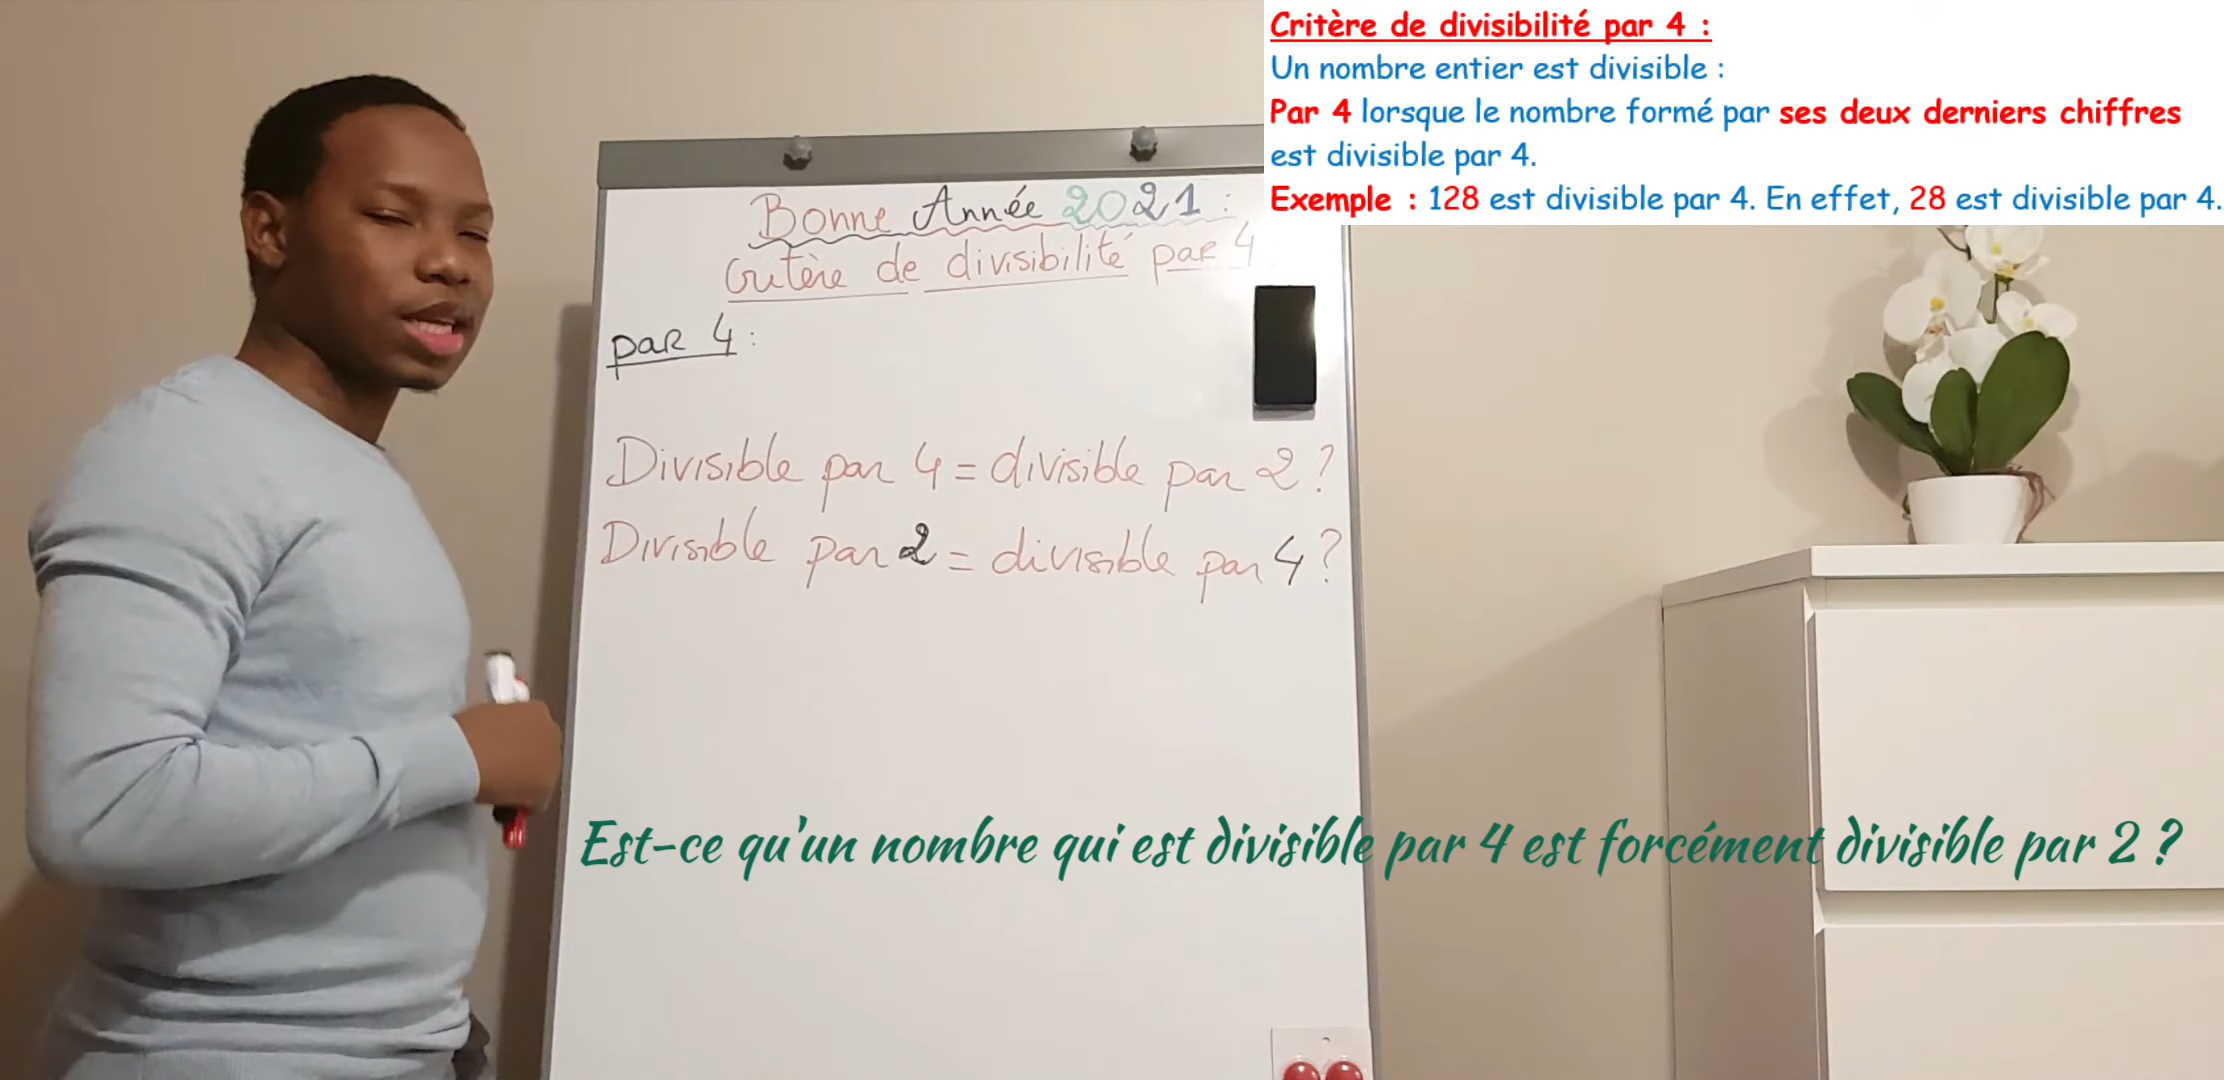 Critère de divisibilité par 4 :
Un nombre entier est divisible :
Par 4 lorsque le nombre formé par ses deux derniers chiffres
est divisible par 4.
Exemple : 128 est divisible par 4. En effet, 28 est divisible par 4.
Bonne Année 2021 :
Critère de divisibilité par 4
par 4 :
Divisible par 4 = divisible par 2 ?
Divisible par 2 = divisible par 4 ?
Est-ce qu'un nombre qui est divisible par 4 est forcément divisible par 2 ?